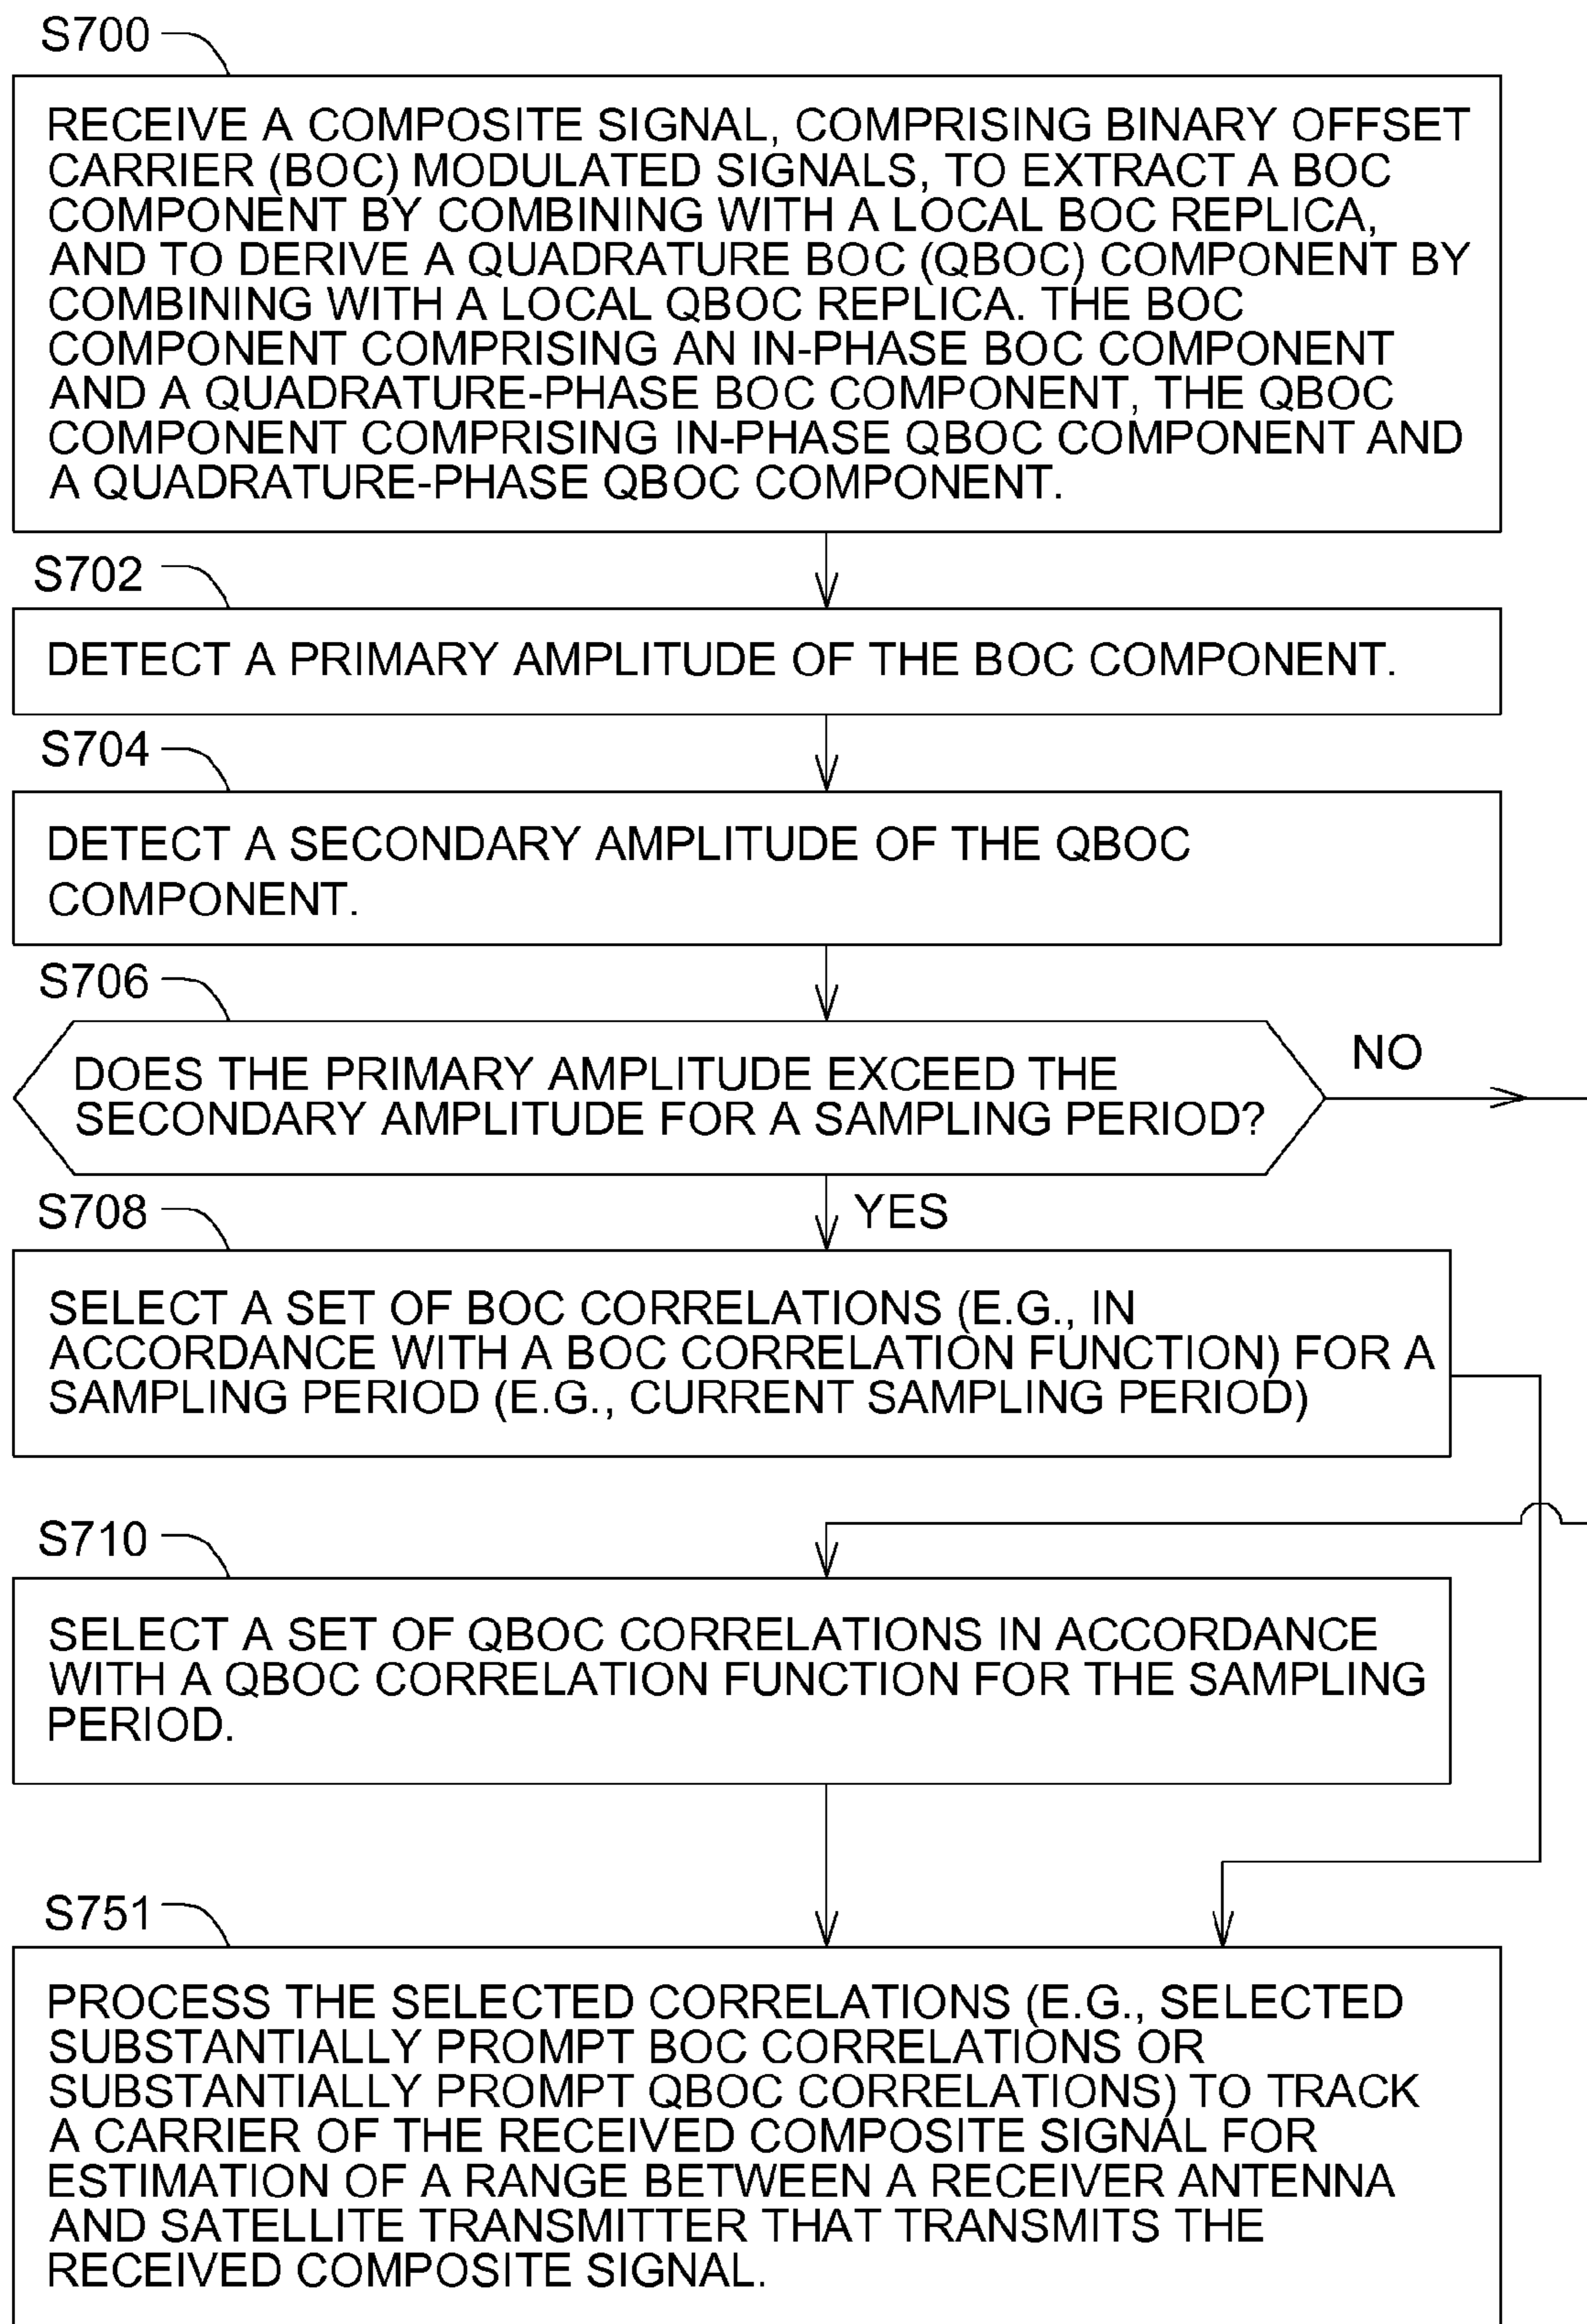 S700
RECEIVE A COMPOSITE SIGNAL, COMPRISING BINARY OFFSET
CARRIER (BOC) MODULATED SIGNALS, TO EXTRACT A BOC
COMPONENT BY COMBINING WITH A LOCAL BOC REPLICA,
AND TO DERIVE A QUADRATURE BOC (QBOC) COMPONENT BY
COMBINING WITH A LOCAL QBOC REPLICA. THE BOC
COMPONENT COMPRISING AN IN-PHASE BOC COMPONENT
AND A QUADRATURE-PHASE BOC COMPONENT, THE QBOC
COMPONENT COMPRISING IN-PHASE QBOC COMPONENT AND
A QUADRATURE-PHASE QBOC COMPONENT.
S702
DETECT A PRIMARY AMPLITUDE OF THE BOC COMPONENT.
S704
DETECT A SECONDARY AMPLITUDE OF THE QBOC
COMPONENT.
S706
DOES THE PRIMARY AMPLITUDE EXCEED THE
SECONDARY AMPLITUDE FOR A SAMPLING PERIOD?
NO
YES
S708
SELECT A SET OF BOC CORRELATIONS (E.G., IN
ACCORDANCE WITH A BOC CORRELATION FUNCTION) FOR A
SAMPLING PERIOD (E.G., CURRENT SAMPLING PERIOD)
S710
SELECT A SET OF QBOC CORRELATIONS IN ACCORDANCE
WITH A QBOC CORRELATION FUNCTION FOR THE SAMPLING
PERIOD.
S751
PROCESS THE SELECTED CORRELATIONS (E.G., SELECTED
SUBSTANTIALLY PROMPT BOC CORRELATIONS OR
SUBSTANTIALLY PROMPT QBOC CORRELATIONS) TO TRACK
A CARRIER OF THE RECEIVED COMPOSITE SIGNAL FOR
ESTIMATION OF A RANGE BETWEEN A RECEIVER ANTENNA
AND SATELLITE TRANSMITTER THAT TRANSMITS THE
RECEIVED COMPOSITE SIGNAL.